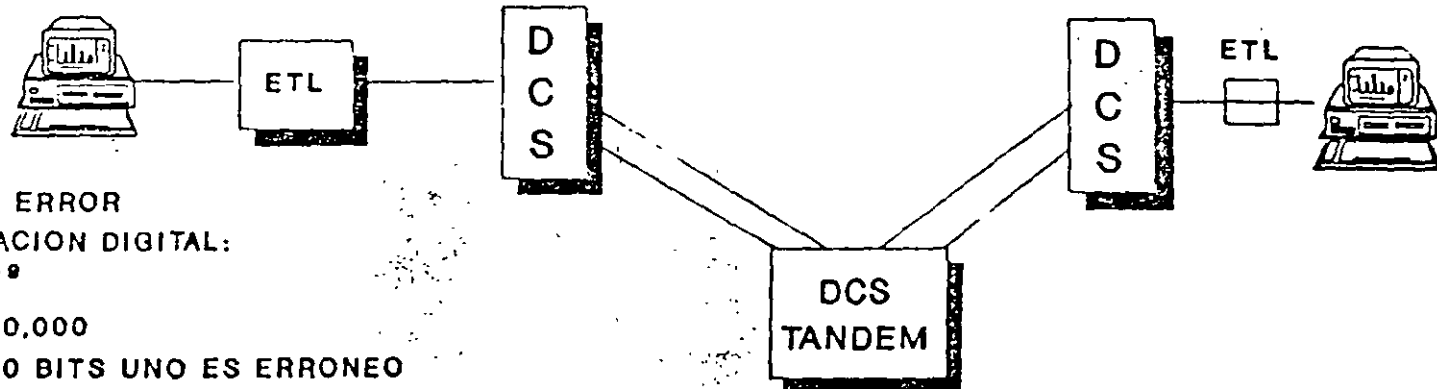 ETL
D
C
S
D
C
S
ETL
DCS
TANDEM
ERROR
ACION DIGITAL:
0,000
0 BITS UNO ES ERRONEO